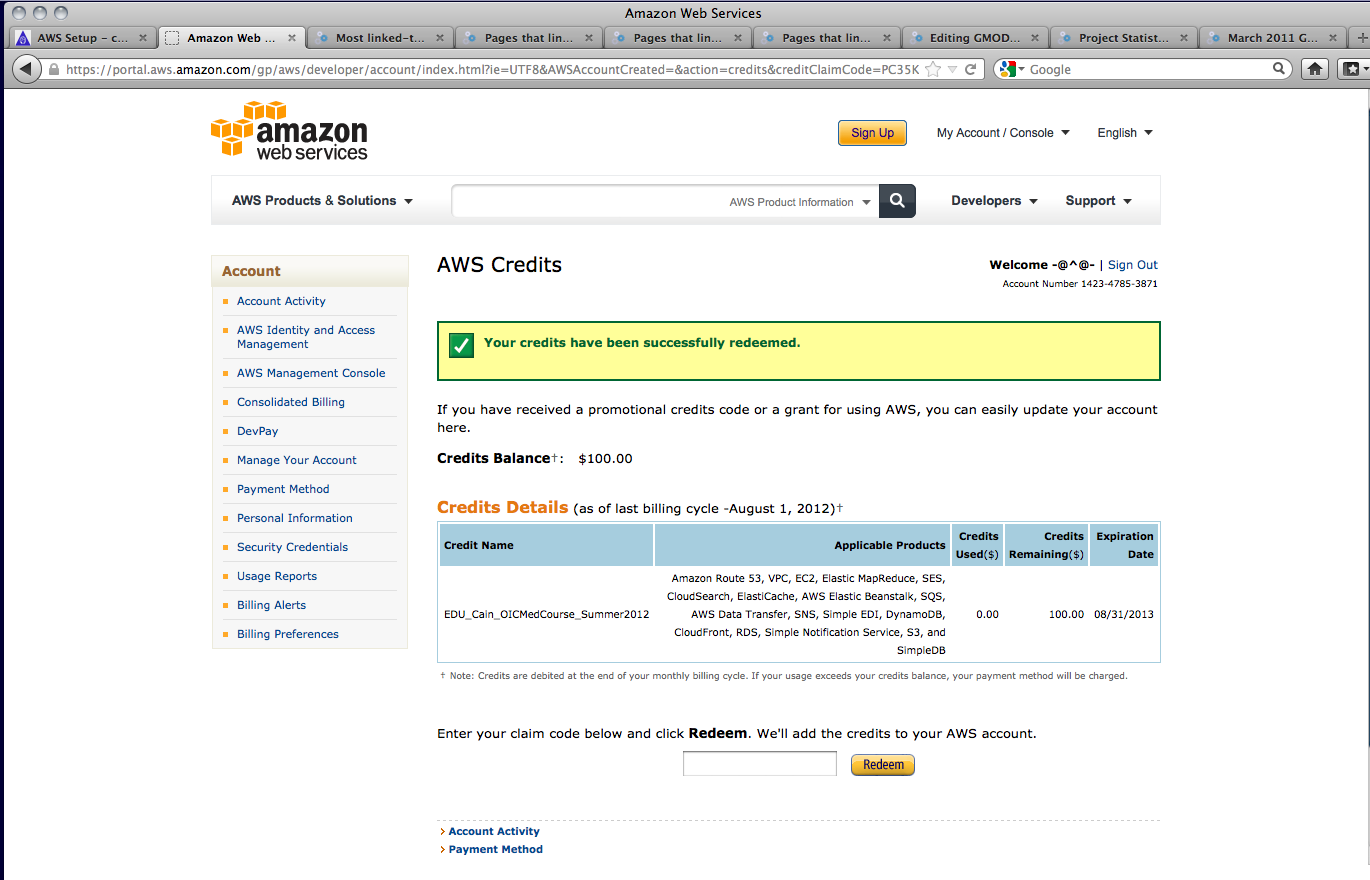 Amazon Web Services
AWS Setup – c... Amazon Web ... Most linked-t... Pages that lin... Pages that lin... Pages that lin... Editing GMOD... Project Statist... March 2011 G...
https://portal.aws.amazon.com/gp/aws/developer/account/index.html?ie=UTF8&AWSAccountCreated=&action=credits&creditClaimCode=PC35K Google
amazon
web services
Sign Up My Account / Console English
AWS Products & Solutions AWS Product Information Developers Support
Account
Account Activity
AWS Identity and Access
Management
AWS Management Console
Consolidated Billing
DevPay
Manage Your Account
Payment Method
Personal Information
Security Credentials
Usage Reports
Billing Alerts
Billing Preferences
AWS Credits
Welcome -@^@- | Sign Out
Account Number 1423-4785-3871
Your credits have been successfully redeemed.
If you have received a promotional credits code or a grant for using AWS, you can easily update your account
here.
Credits Balance†: $100.00
Credits Details (as of last billing cycle -August 1, 2012)†
Credit Name Applicable Products Credits Used($) Credits Remaining($) Expiration Date
Amazon Route 53, VPC, EC2, Elastic MapReduce, SES,
CloudSearch, ElastiCache, AWS Elastic Beanstalk, SQS,
EDU_Cain_OICMedCourse_Summer2012 AWS Data Transfer, SNS, Simple EDI, DynamoDB, 0.00 100.00 08/31/2013
CloudFront, RDS, Simple Notification Service, S3, and
SimpleDB
† Note: Credits are debited at the end of your monthly billing cycle. If your usage exceeds your credits balance, your payment method will be charged.
Enter your claim code below and click Redeem. We'll add the credits to your AWS account.
Redeem
> Account Activity
> Payment Method